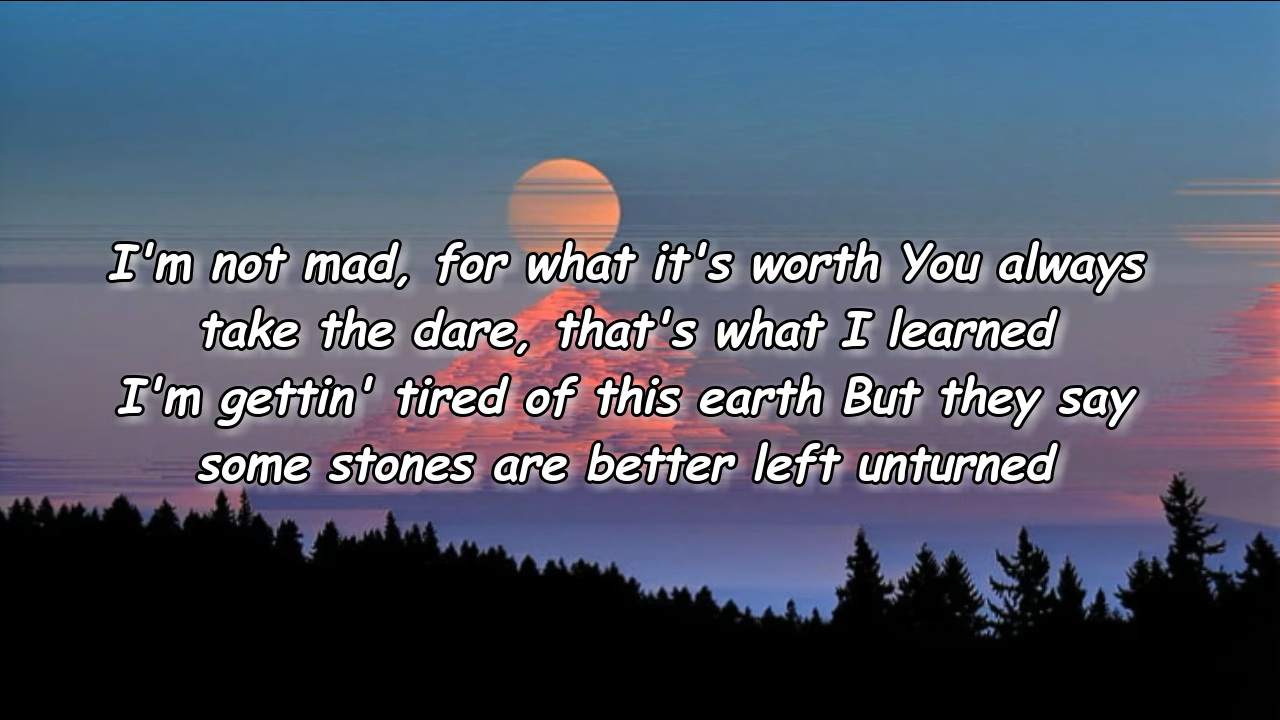 I'm not mad, for what it's worth You always
take the dare, that's what I learned
I'm gettin' tired of this earth But they say
some stones are better left unturned